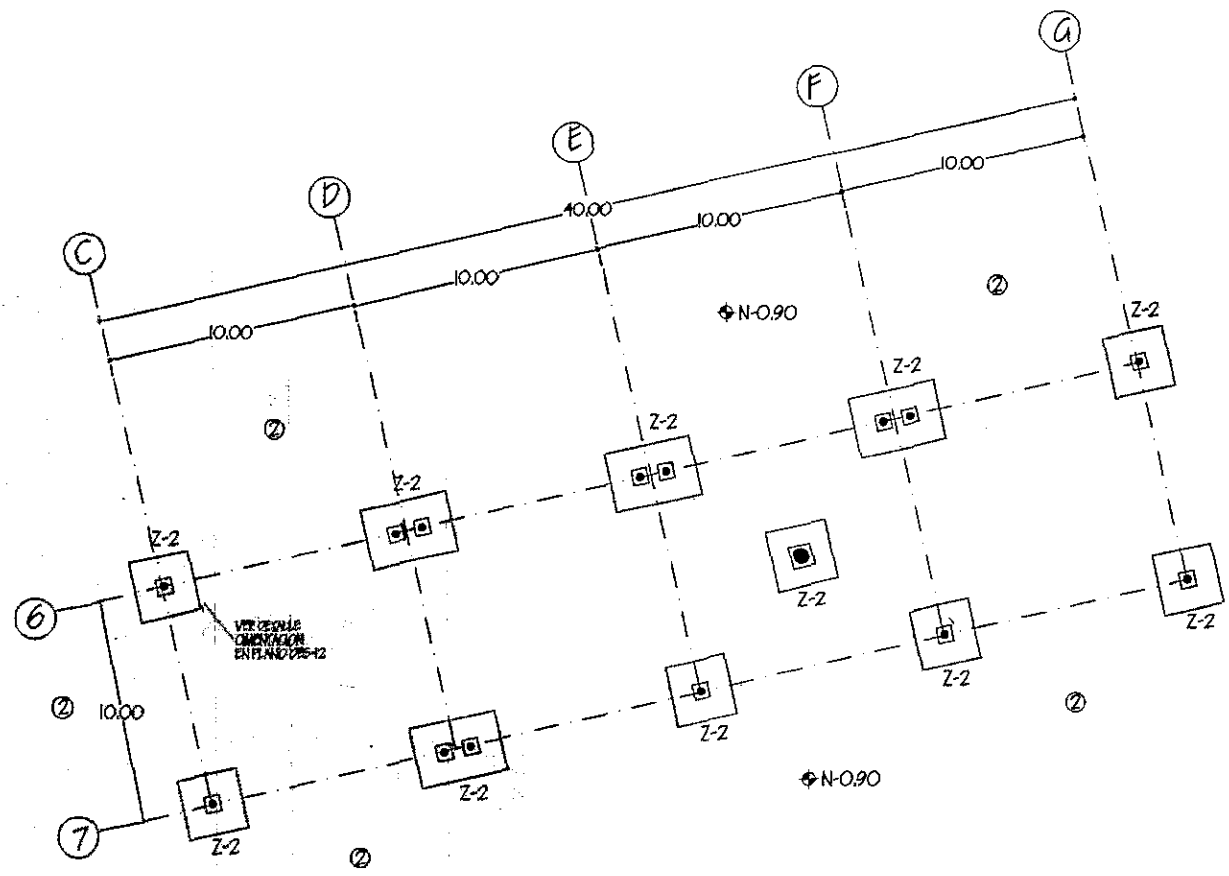 G
F
E
D
C
10.00
40.00
10.00
10.00
10.00
②
N-0.90
Z-2
Z-2
Z-2
②
Z-2
Z-2
Z-2
6
VER DETALLE
CIMENTACION
EN PLANO
Z-2
Z-2
②
10.00
Z-2
②
Z-2
N-0.90
Z-2
7
Z-2
②